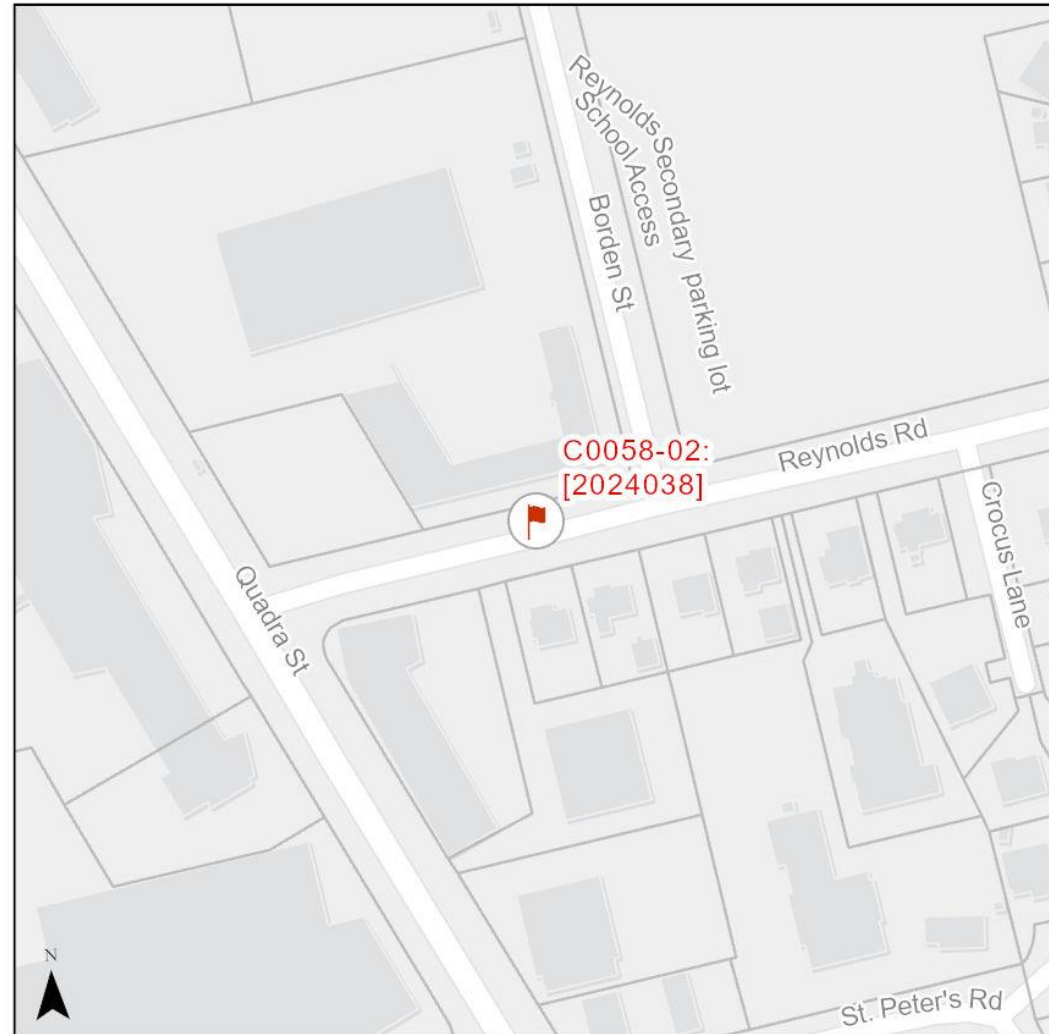 Reynolds Secondary parking lot
School Access
Borden St
C0058-02:
[2024038]
Reynolds Rd
Crocus Lane
Quadra St
N
St. Peter's Rd